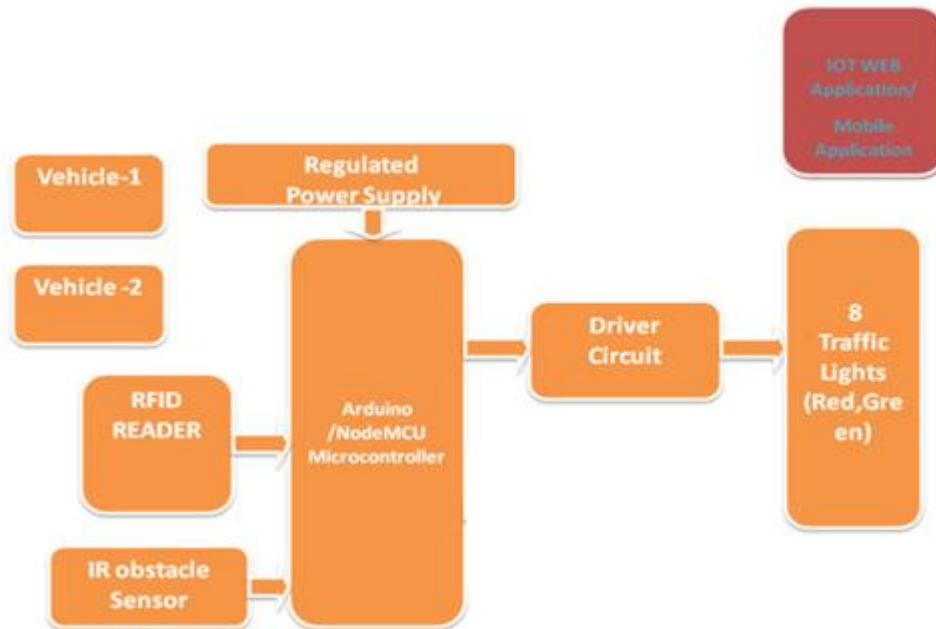 IOT WEB
Application/
Mobile
Application
Vehicle-1
Regulated
Power Supply
Vehicle -2
Driver
Circuit
8
Traffic
Lights
(Red,Gre
en)
RFID
READER
Arduino
/NodeMCU
Microcontroller
IR obstacle
Sensor